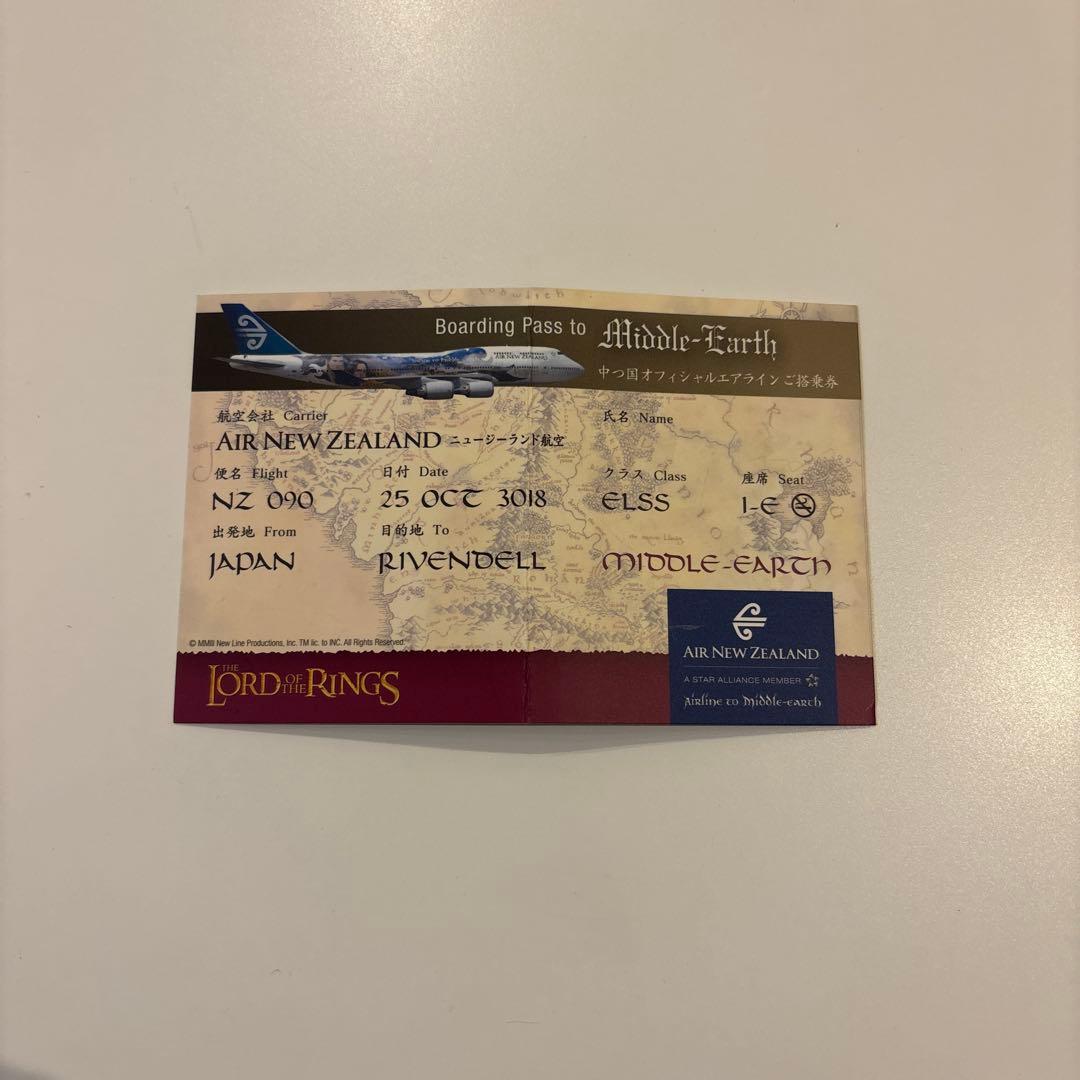 Boarding Pass to Middle-Earth
中つ国オフィシャルエアラインご搭乗券
航空会社 Carrier
AIR NEW ZEALAND ニュージーランド航空
氏名 Name
便名 Flight
NZ 090
日付 Date
25 OCT 3018
クラス Class
ELSS
座席 Seat
1-E
出発地 From
JAPAN
目的地 To
RIVENDELL
MIDDLE-EARTH
© MMIII New Line Productions, Inc. TM lic. to INC. All Rights Reserved.
THE LORD OF THE RINGS
AIR NEW ZEALAND
A STAR ALLIANCE MEMBER
AIRLINE TO MIDDLE-EARTH
AIR NEW ZEALAND
ROHAN